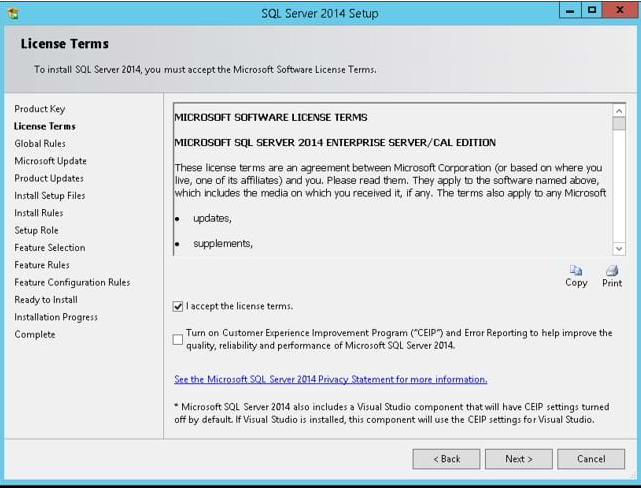 SQL Server 2014 Setup
License Terms
To install SQL Server 2014, you must accept the Microsoft Software License Terms.
Product Key
License Terms
Global Rules
Microsoft Update
Product Updates
Install Setup Files
Install Rules
Setup Role
Feature Selection
Feature Rules
Feature Configuration Rules
Ready to Install
Installation Progress
Complete
MICROSOFT SOFTWARE LICENSE TERMS
MICROSOFT SQL SERVER 2014 ENTERPRISE SERVER/CAL EDITION
These license terms are an agreement between Microsoft Corporation (or based on where you
live, one of its affiliates) and you. Please read them. They apply to the software named above,
which includes the media on which you received it, if any. The terms also apply to any Microsoft
• updates,
• supplements,
Copy
Print
I accept the license terms.
Turn on Customer Experience Improvement Program ("CEIP") and Error Reporting to help improve the
quality, reliability and performance of Microsoft SQL Server 2014.
See the Microsoft SQL Server 2014 Privacy Statement for more information.
* Microsoft SQL Server 2014 also includes a Visual Studio component that will have CEIP settings turned
off by default. If Visual Studio is installed, this component will use the CEIP settings for Visual Studio.
< Back
Next >
Cancel